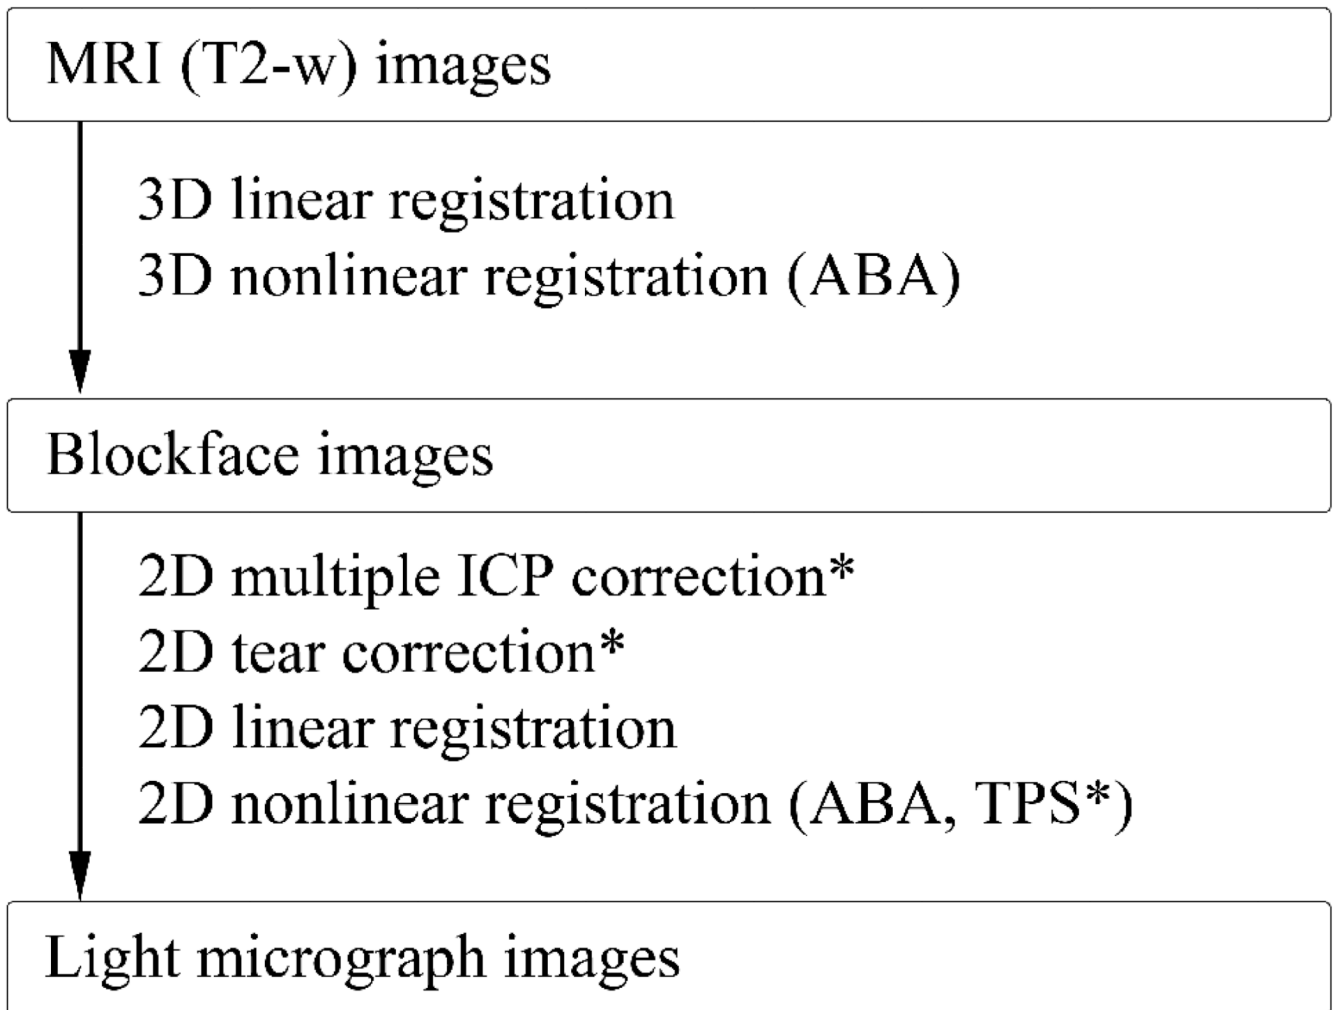 MRI (T2-w) images
3D linear registration
3D nonlinear registration (ABA)
Blockface images
2D multiple ICP correction*
2D tear correction*
2D linear registration
2D nonlinear registration (ABA, TPS*)
Light micrograph images